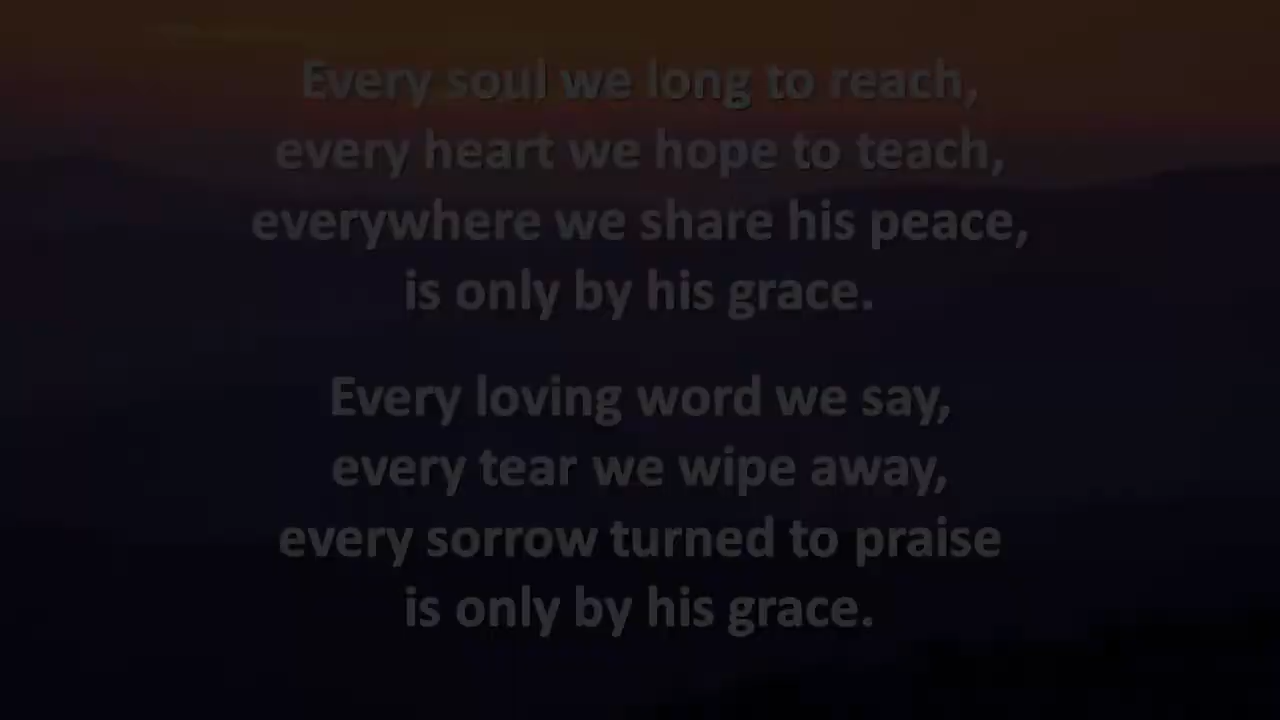 Every soul we long to reach,
every heart we hope to teach,
everywhere we share his peace,
is only by his grace.
Every loving word we say,
every tear we wipe away,
every sorrow turned to praise
is only by his grace.